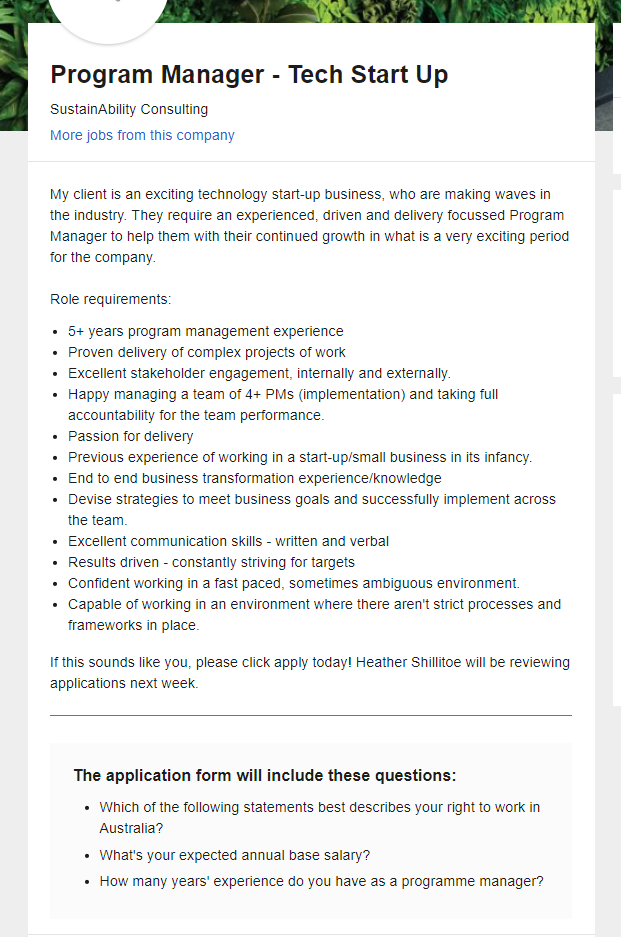 Program Manager - Tech Start Up
SustainAbility Consulting
More jobs from this company
My client is an exciting technology start-up business, who are making waves in
the industry. They require an experienced, driven and delivery focussed Program
Manager to help them with their continued growth in what is a very exciting period
for the company.
Role requirements:
• 5+ years program management experience
• Proven delivery of complex projects of work
• Excellent stakeholder engagement, internally and externally.
• Happy managing a team of 4+ PMs (implementation) and taking full
accountability for the team performance.
• Passion for delivery
• Previous experience of working in a start-up/small business in its infancy.
• End to end business transformation experience/knowledge
• Devise strategies to meet business goals and successfully implement across
the team.
• Excellent communication skills - written and verbal
• Results driven - constantly striving for targets
• Confident working in a fast paced, sometimes ambiguous environment.
• Capable of working in an environment where there aren't strict processes and
frameworks in place.
If this sounds like you, please click apply today! Heather Shillitoe will be reviewing
applications next week.
The application form will include these questions:
• Which of the following statements best describes your right to work in
Australia?
• What's your expected annual base salary?
• How many years' experience do you have as a programme manager?